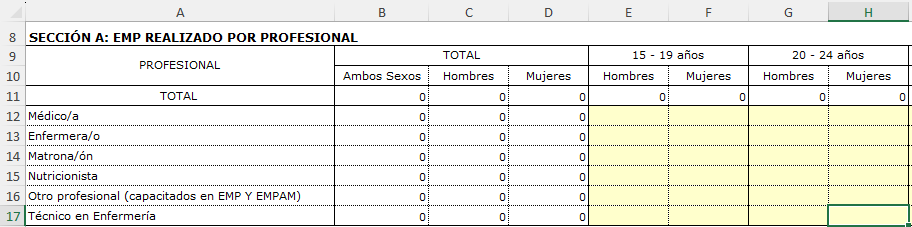 A B C D E F G H
8 SECCIÓN A: EMP REALIZADO POR PROFESIONAL
9 PROFESIONAL TOTAL 15 - 19 años 20 - 24 años
10 Ambos Sexos Hombres Mujeres Hombres Mujeres Hombres Mujeres
11 TOTAL 0 0 0 0 0 0 0
12 Médico/a 0 0 0
13 Enfermera/o 0 0 0
14 Matrona/ón 0 0 0
15 Nutricionista 0 0 0
16 Otro profesional (capacitados en EMP Y EMPAM) 0 0 0
17 Técnico en Enfermería 0 0 0